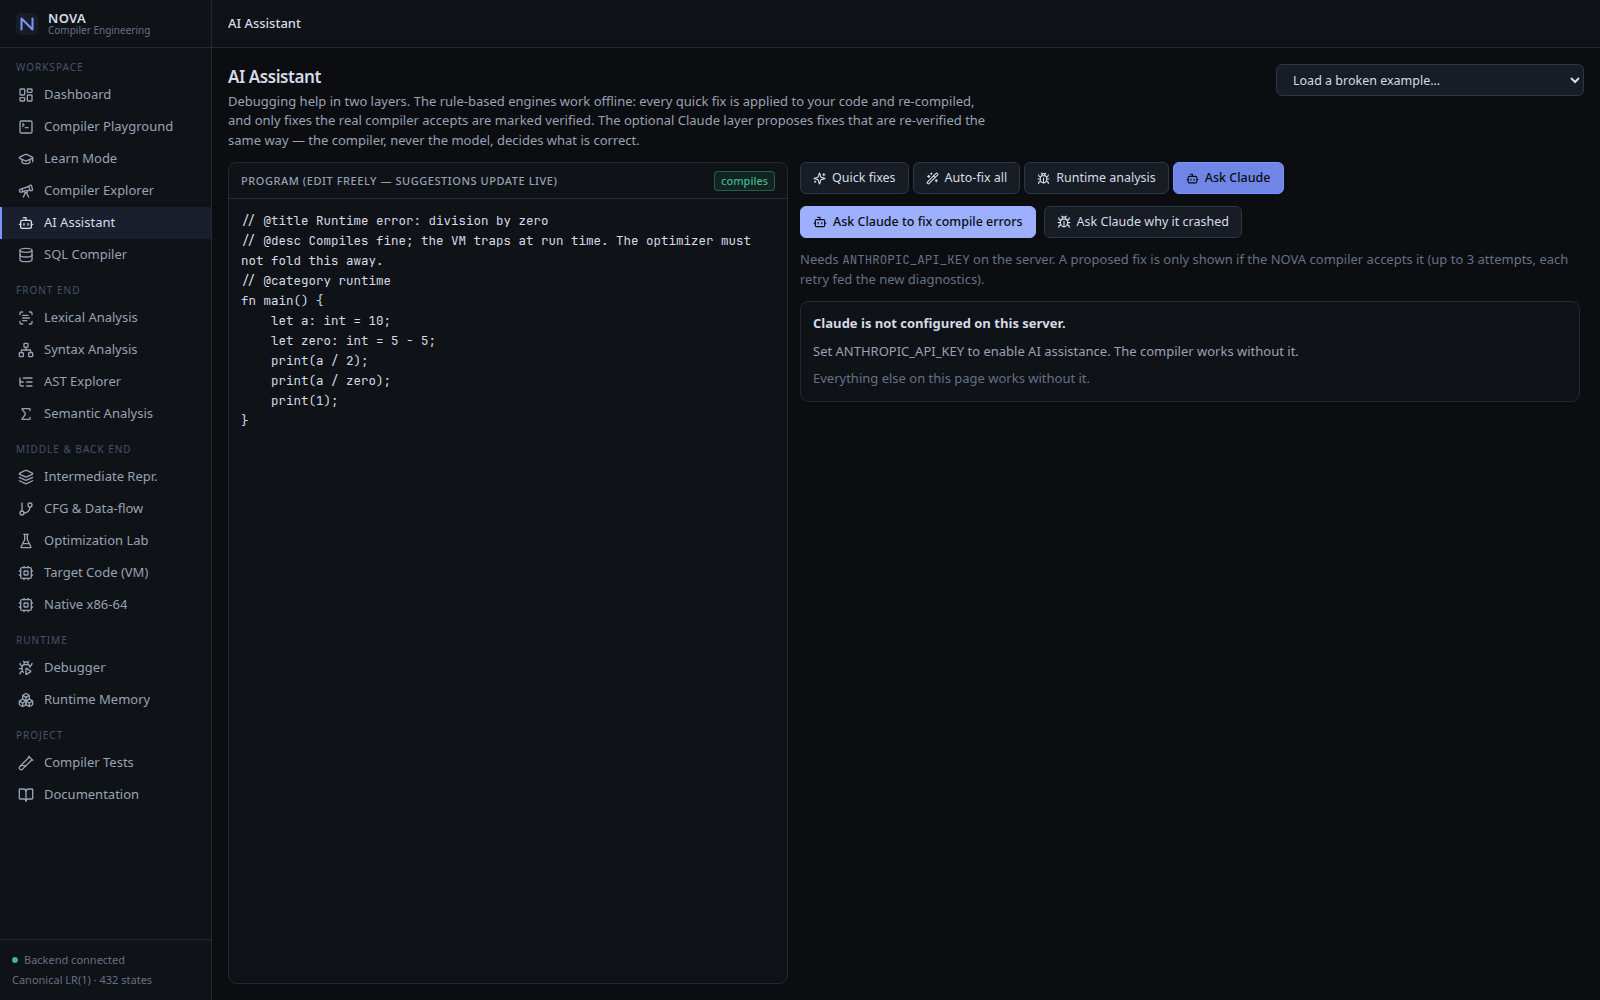 NOVA
Compiler Engineering
WORKSPACE
Dashboard
Compiler Playground
Learn Mode
Compiler Explorer
AI Assistant
SQL Compiler
FRONT END
Lexical Analysis
Syntax Analysis
AST Explorer
Semantic Analysis
MIDDLE & BACK END
Intermediate Repr.
CFG & Data-flow
Optimization Lab
Target Code (VM)
Native x86-64
RUNTIME
Debugger
Runtime Memory
PROJECT
Compiler Tests
Documentation
Backend connected
Canonical LR(1) · 432 states
AI Assistant
AI Assistant
Debugging help in two layers. The rule-based engines work offline: every quick fix is applied to your code and re-compiled,
and only fixes the real compiler accepts are marked verified. The optional Claude layer proposes fixes that are re-verified the
same way — the compiler, never the model, decides what is correct.
Load a broken example...
PROGRAM (EDIT FREELY — SUGGESTIONS UPDATE LIVE)
compiles
// @title Runtime error: division by zero
// @desc Compiles fine; the VM traps at run time. The optimizer must
not fold this away.
// @category runtime
fn main() {
    let a: int = 10;
    let zero: int = 5 - 5;
    print(a / 2);
    print(a / zero);
    print(1);
}
Quick fixes
Auto-fix all
Runtime analysis
Ask Claude
Ask Claude to fix compile errors
Ask Claude why it crashed
Needs ANTHROPIC_API_KEY on the server. A proposed fix is only shown if the NOVA compiler accepts it (up to 3 attempts, each
retry fed the new diagnostics).
Claude is not configured on this server.
Set ANTHROPIC_API_KEY to enable AI assistance. The compiler works without it.
Everything else on this page works without it.